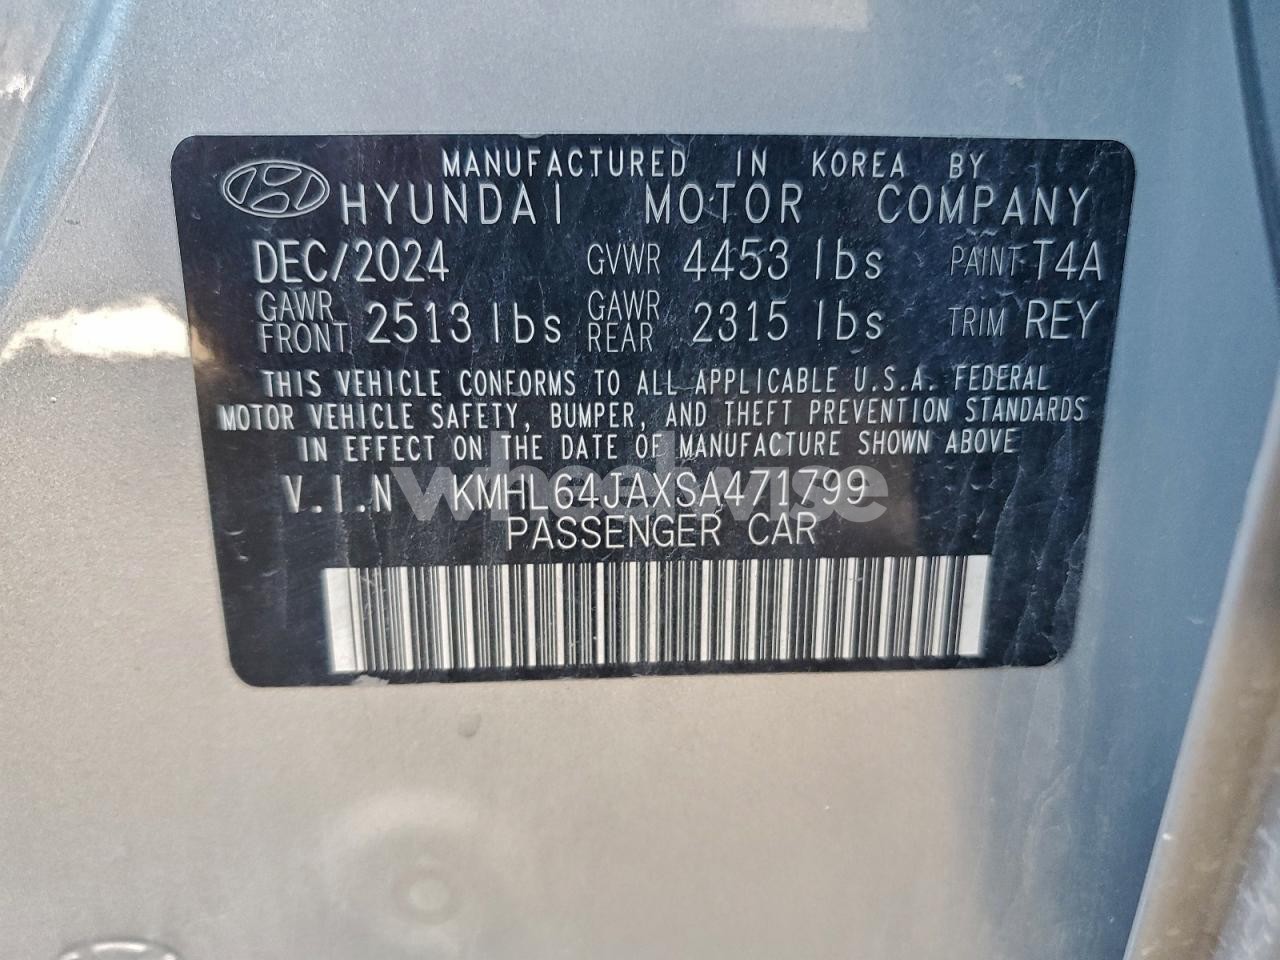 MANUFACTURED IN KOREA BY
HYUNDAI MOTOR COMPANY
DEC/2024 GVWR 4453 lbs PAINT T4A
GAWR FRONT 2513 lbs GAWR REAR 2315 lbs TRIM REY
THIS VEHICLE CONFORMS TO ALL APPLICABLE U.S.A. FEDERAL
MOTOR VEHICLE SAFETY, BUMPER, AND THEFT PREVENTION STANDARDS
IN EFFECT ON THE DATE OF MANUFACTURE SHOWN ABOVE
wheelwise
V.I.N KMHL64JAXSA471799
PASSENGER CAR